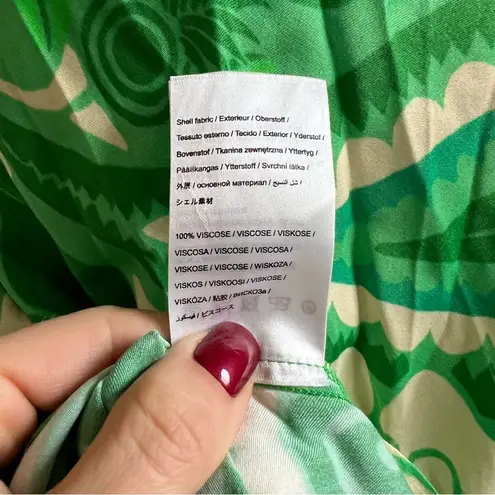 Shell fabric / Exterieur / Oberstoff /
Tessuto esterno / Tecido / Exterior / Yderstof /
Bovenstof / Tkanina zewnętrzna / Yttertyg /
Päällikangas / Ytterstoff / Svrchní látka /
外层 / основной материал / شل النسيج /
シェル素材
100% VISCOSE / VISCOSE / VISKOSE /
VISCOSA / VISCOSE / VISCOSA /
VISKOSE / VISCOSE / WISKOZA /
VISKOS / VISKOOSI / VISKOSE /
VISKÓZA / 粘胶 / ВИСКОЗа /
فيسكوز / ビスコース